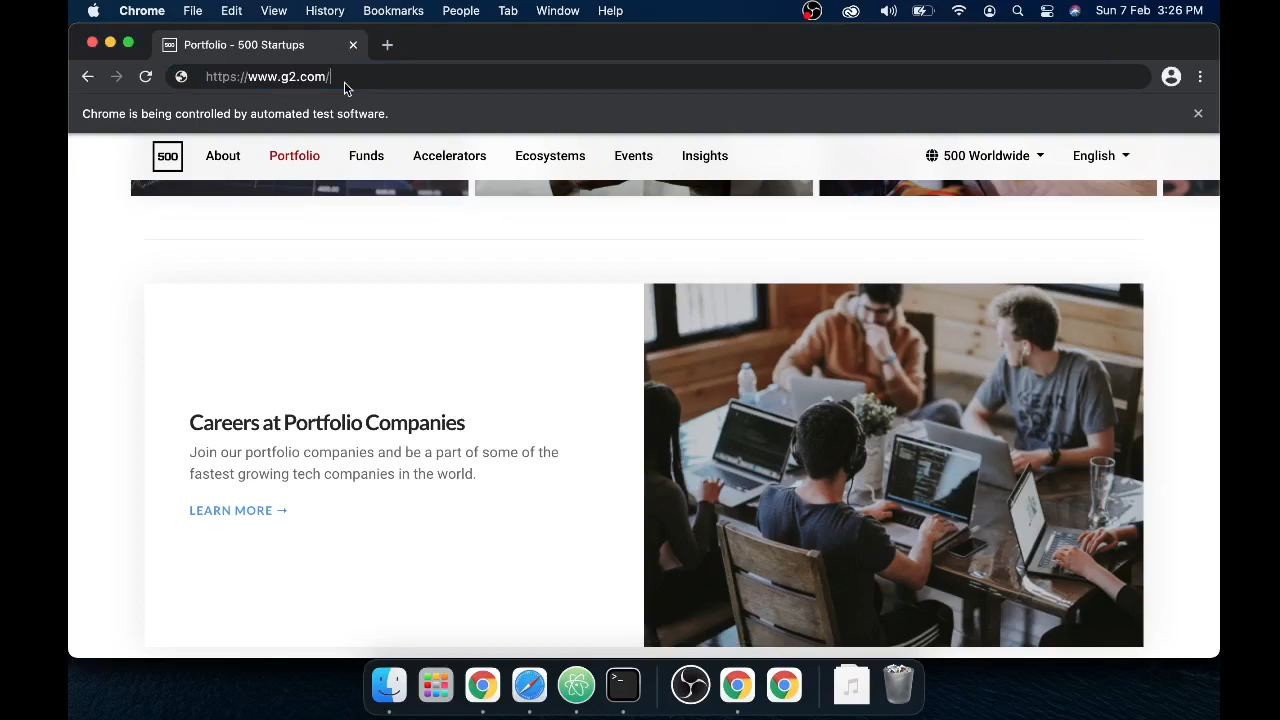 Chrome File Edit View History Bookmarks People Tab Window Help Sun 7 Feb 3:26 PM
500 Portfolio - 500 Startups
https://www.g2.com/
Chrome is being controlled by automated test software.
500 About Portfolio Funds Accelerators Ecosystems Events Insights 500 Worldwide English
Careers at Portfolio Companies
Join our portfolio companies and be a part of some of the
fastest growing tech companies in the world.
LEARN MORE →